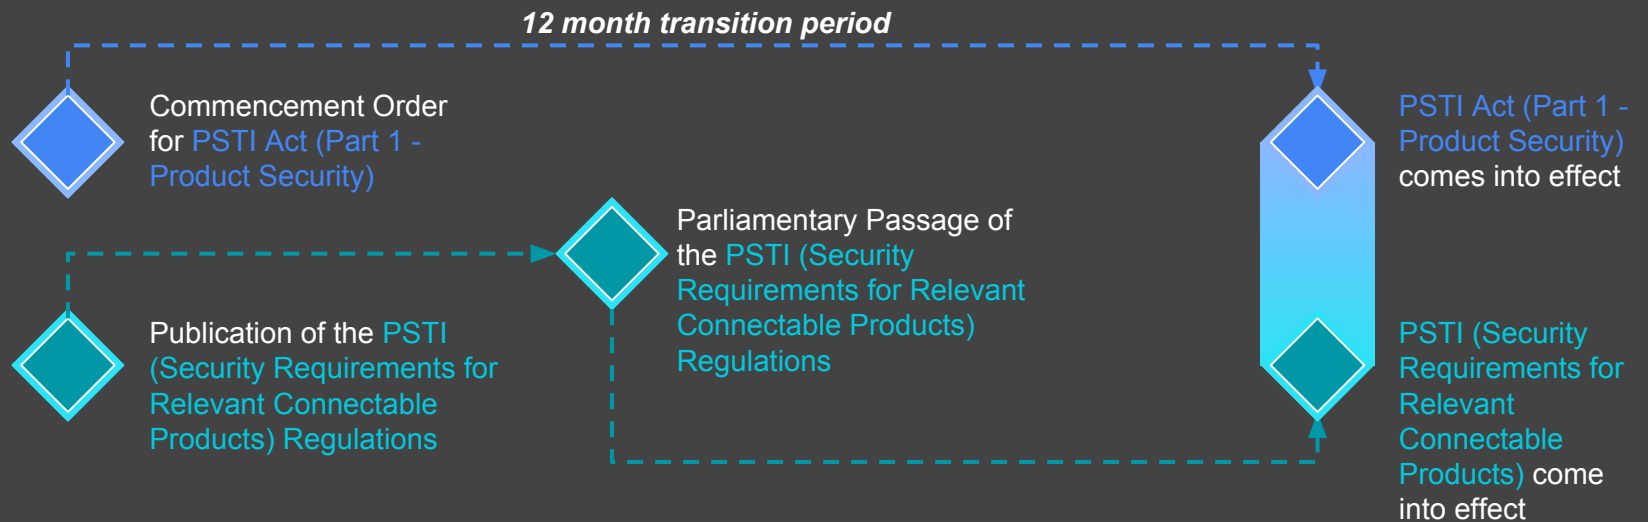 12 month transition period
Commencement Order
for PSTI Act (Part 1 -
Product Security)
PSTI Act (Part 1 -
Product Security)
comes into effect
Parliamentary Passage of
the PSTI (Security
Requirements for Relevant
Connectable Products)
Regulations
Publication of the PSTI
(Security Requirements for
Relevant Connectable
Products) Regulations
PSTI (Security
Requirements for
Relevant
Connectable
Products) come
into effect